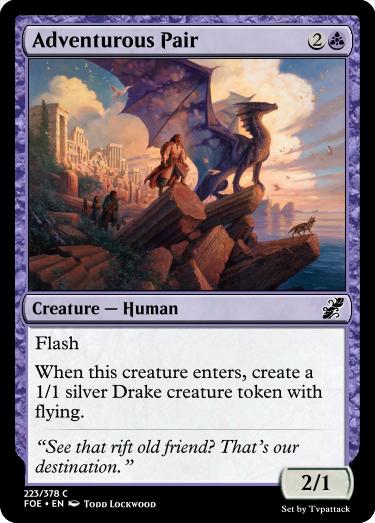 Adventurous Pair 2
Creature — Human
Flash
When this creature enters, create a
1/1 silver Drake creature token with
flying.
“See that rift old friend? That’s our
destination.”
2/1
223/378 C
FOE • EN Todd Lockwood
Set by Tvpattack